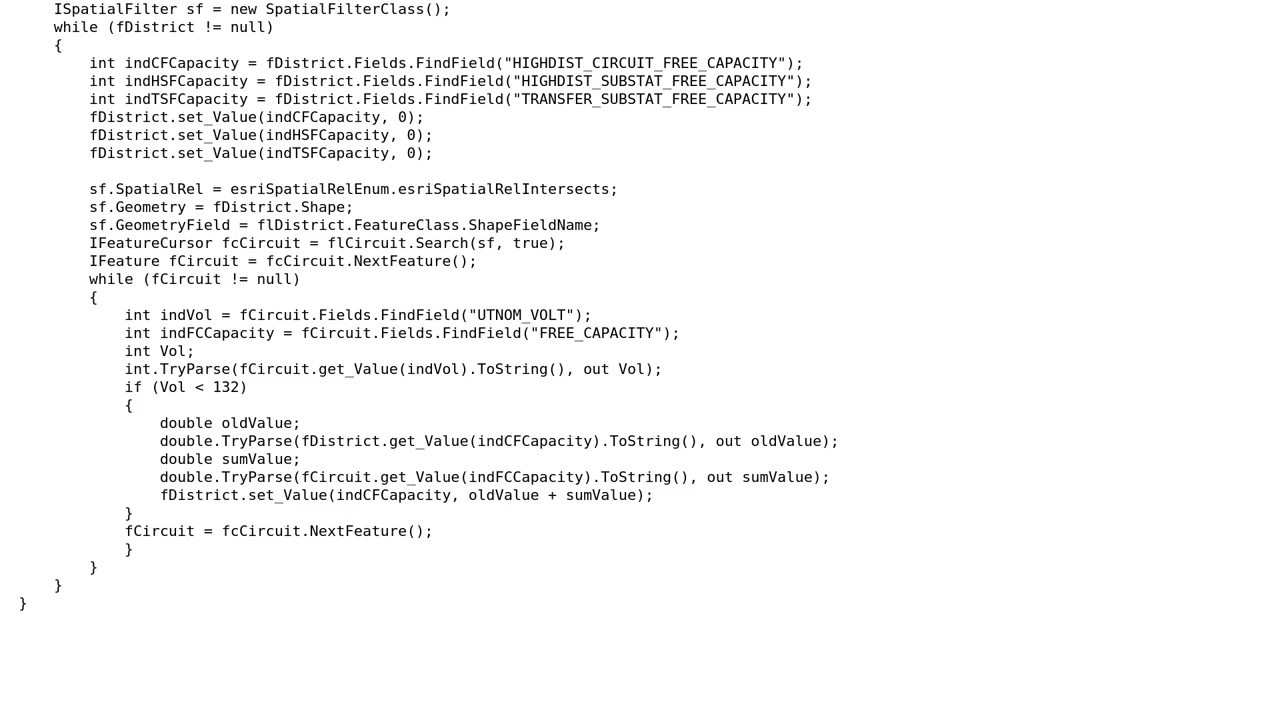 ISpatialFilter sf = new SpatialFilterClass();
while (fDistrict != null)
{
int indCFCapacity = fDistrict.Fields.FindField("HIGHDIST_CIRCUIT_FREE_CAPACITY");
int indHSFCapacity = fDistrict.Fields.FindField("HIGHDIST_SUBSTAT_FREE_CAPACITY");
int indTSFCapacity = fDistrict.Fields.FindField("TRANSFER_SUBSTAT_FREE_CAPACITY");
fDistrict.set_Value(indCFCapacity, 0);
fDistrict.set_Value(indHSFCapacity, 0);
fDistrict.set_Value(indTSFCapacity, 0);
sf.SpatialRel = esriSpatialRelEnum.esriSpatialRelIntersects;
sf.Geometry = fDistrict.Shape;
sf.GeometryField = flDistrict.FeatureClass.ShapeFieldName;
IFeatureCursor fcCircuit = flCircuit.Search(sf, true);
IFeature fCircuit = fcCircuit.NextFeature();
while (fCircuit != null)
{
int indVol = fCircuit.Fields.FindField("UTNOM_VOLT");
int indFCCapacity = fCircuit.Fields.FindField("FREE_CAPACITY");
int Vol;
int.TryParse(fCircuit.get_Value(indVol).ToString(), out Vol);
if (Vol < 132)
{
double oldValue;
double.TryParse(fDistrict.get_Value(indCFCapacity).ToString(), out oldValue);
double sumValue;
double.TryParse(fCircuit.get_Value(indFCCapacity).ToString(), out sumValue);
fDistrict.set_Value(indCFCapacity, oldValue + sumValue);
}
fCircuit = fcCircuit.NextFeature();
}
}
}
}